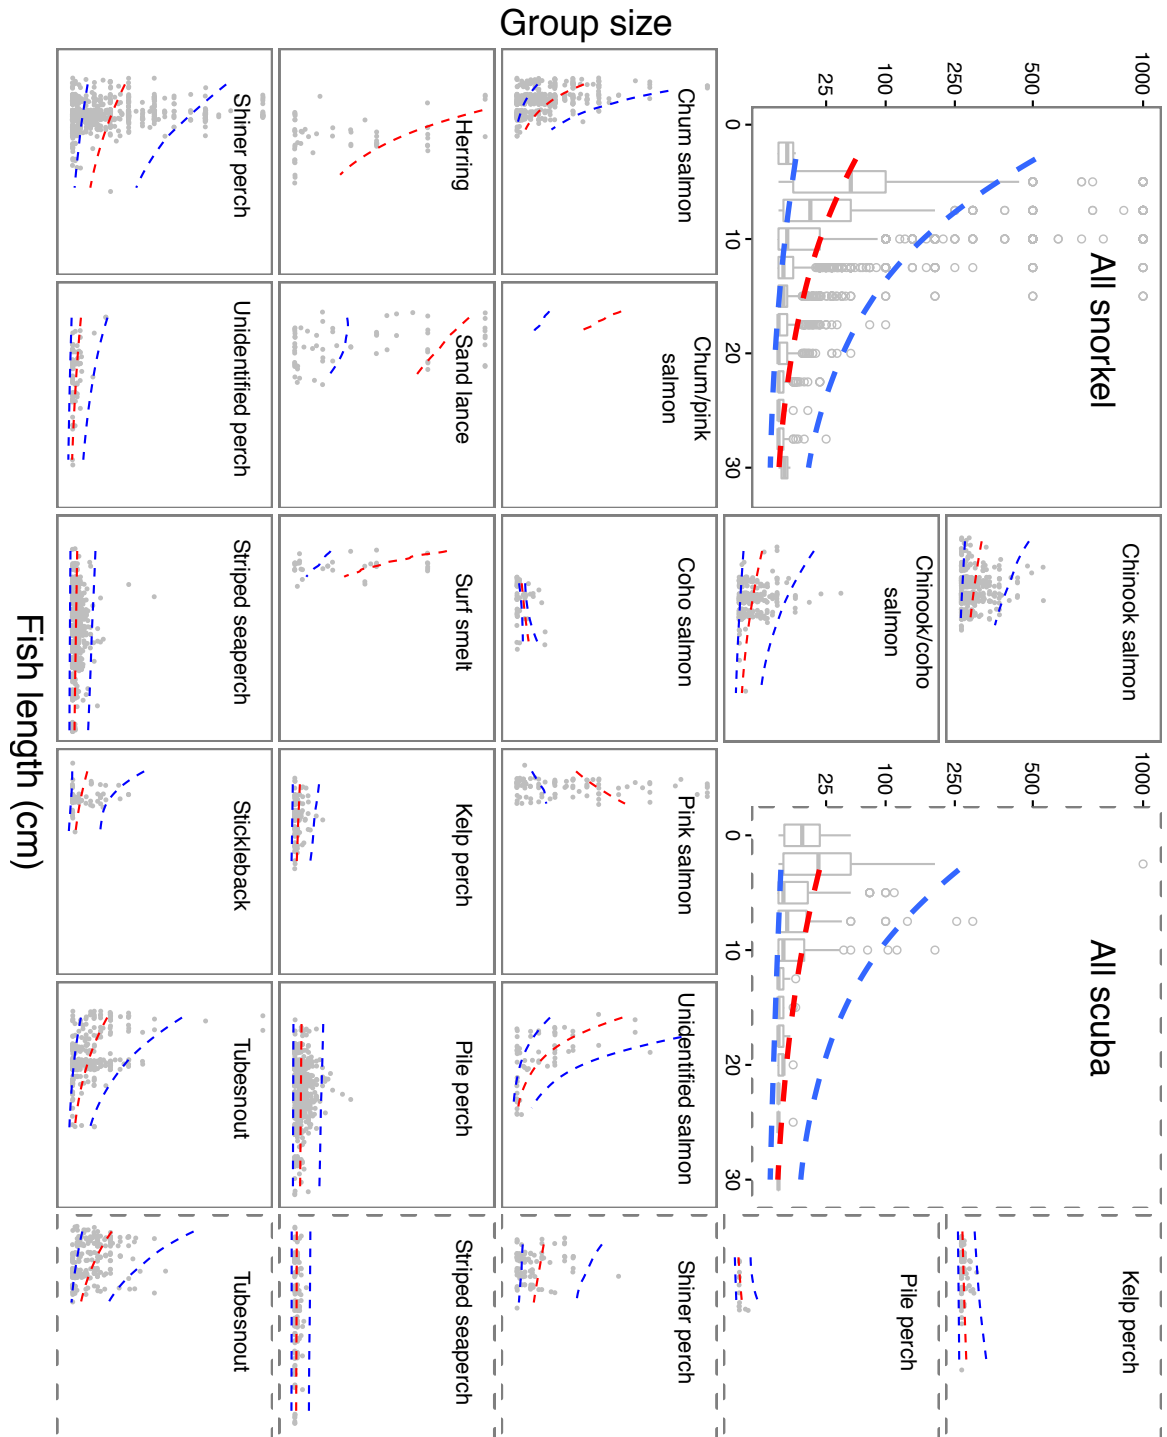 Group size
1000
500
250
100
25
All snorkel
0
10
20
30
Chinook salmon
Chinook/coho
salmon
1000
500
250
100
25
All scuba
0
10
20
30
Kelp perch
Pile perch
Chum salmon
Chum/pink
salmon
Coho salmon
Pink salmon
Unidentified salmon
Shiner perch
Herring
Sand lance
Surf smelt
Kelp perch
Pile perch
Striped seaperch
Shiner perch
Unidentified perch
Striped seaperch
Stickleback
Tubesnout
Tubesnout
Fish length (cm)